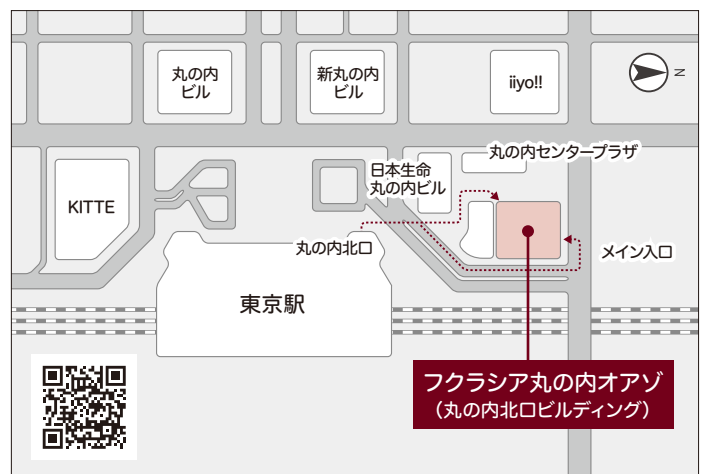 丸の内
ビル
新丸の内
ビル
iiyo!!
N
丸の内センタープラザ
日本生命
丸の内ビル
KITTE
丸の内北口
メイン入口
東京駅
フクラシア丸の内オアゾ
(丸の内北口ビルディング)